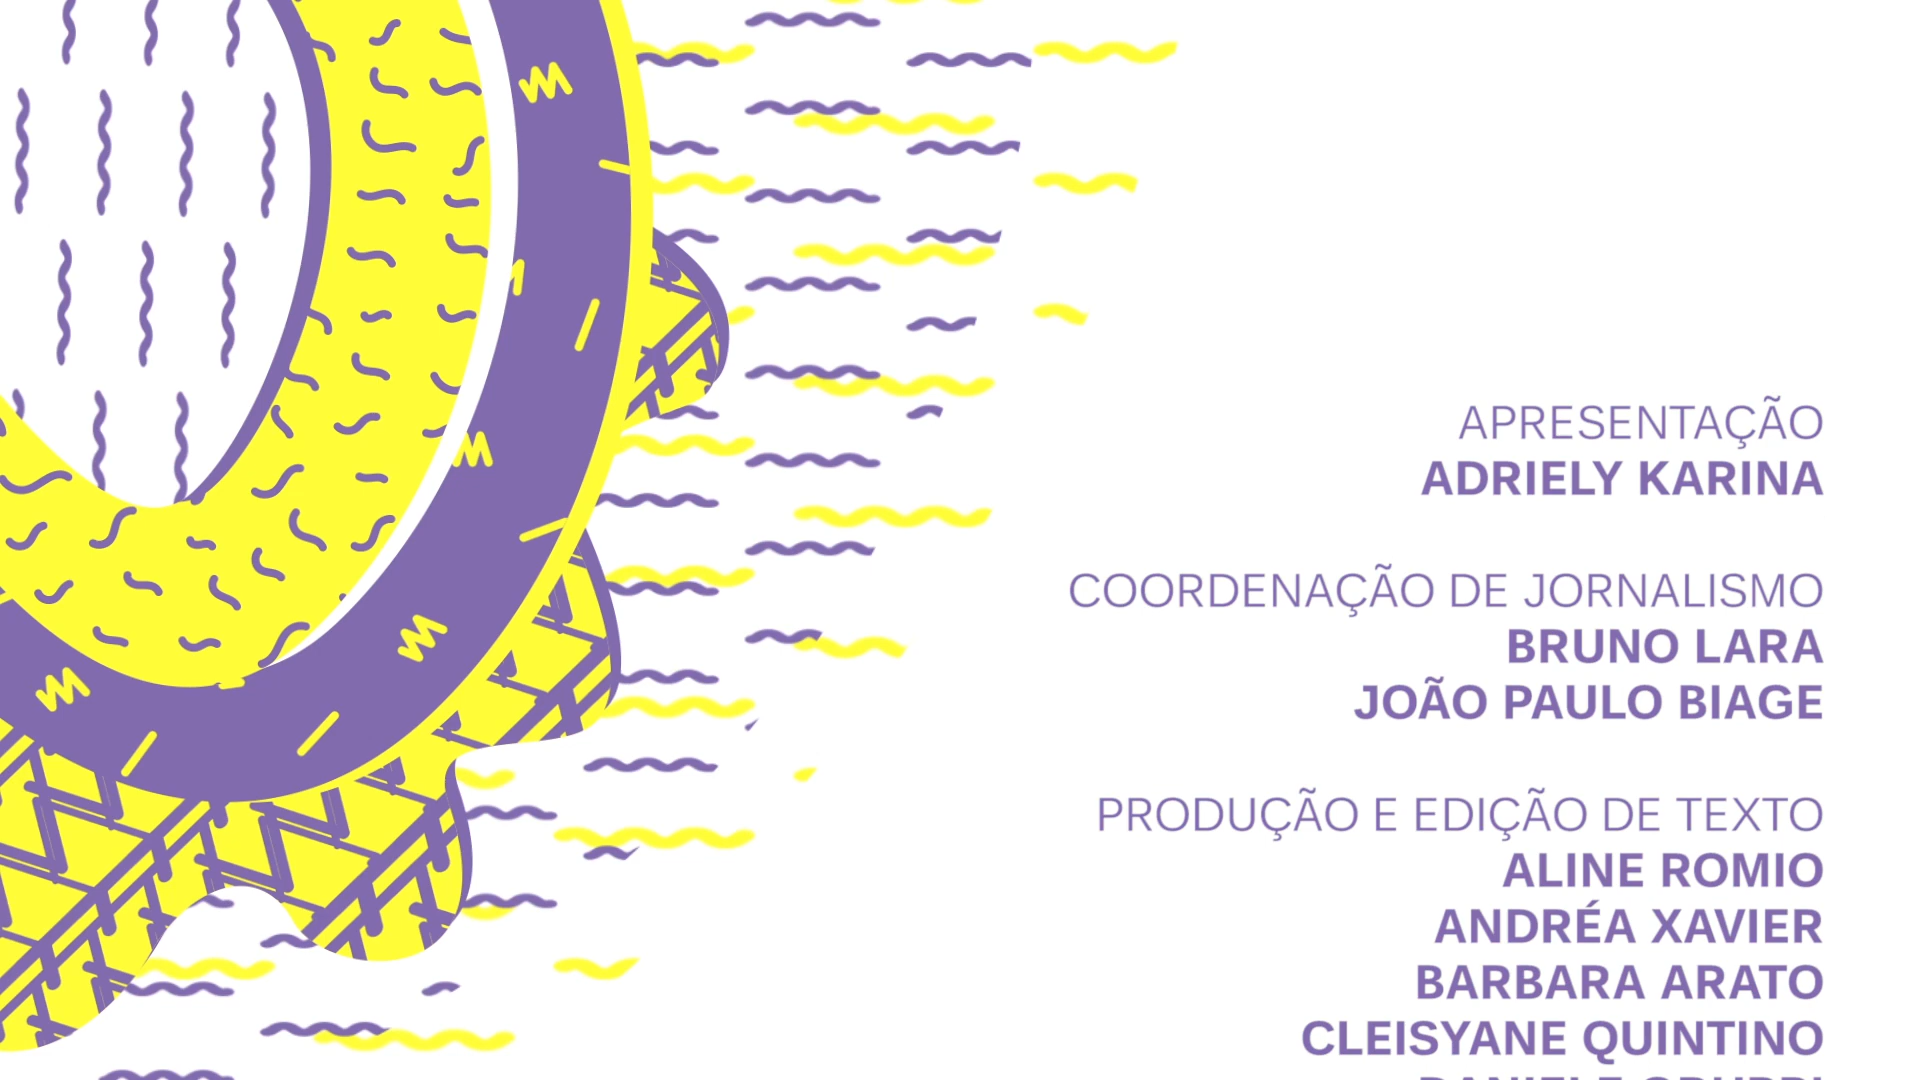 APRESENTAÇÃO
ADRIELY KARINA
COORDENAÇÃO DE JORNALISMO
BRUNO LARA
JOÃO PAULO BIAGE
PRODUÇÃO E EDIÇÃO DE TEXTO
ALINE ROMIO
ANDRÉA XAVIER
BARBARA ARATO
CLEISYANE QUINTINO